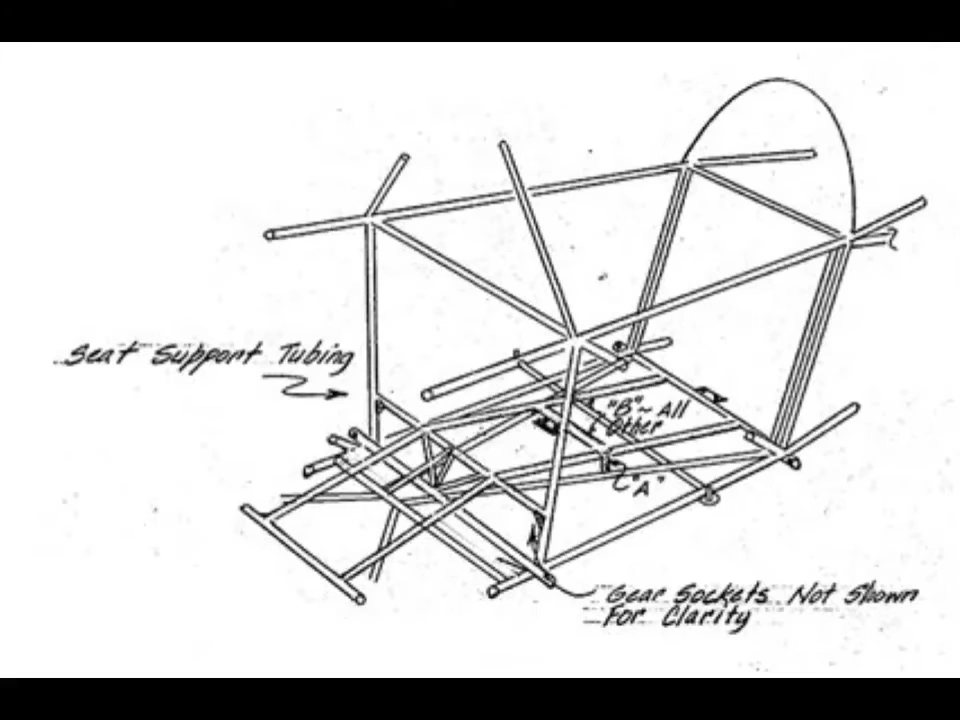 Seat Support Tubing
"B" ~ All
Other
"A"
Gear Sockets Not Shown
For Clarity